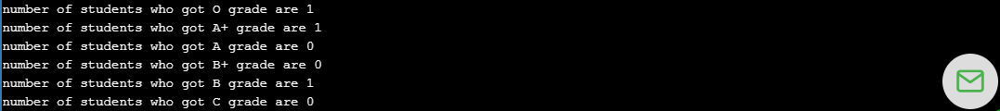 number of students who got O grade are 1
number of students who got A+ grade are 1
number of students who got A grade are 0
number of students who got B+ grade are 0
number of students who got B grade are 1
number of students who got C grade are 0